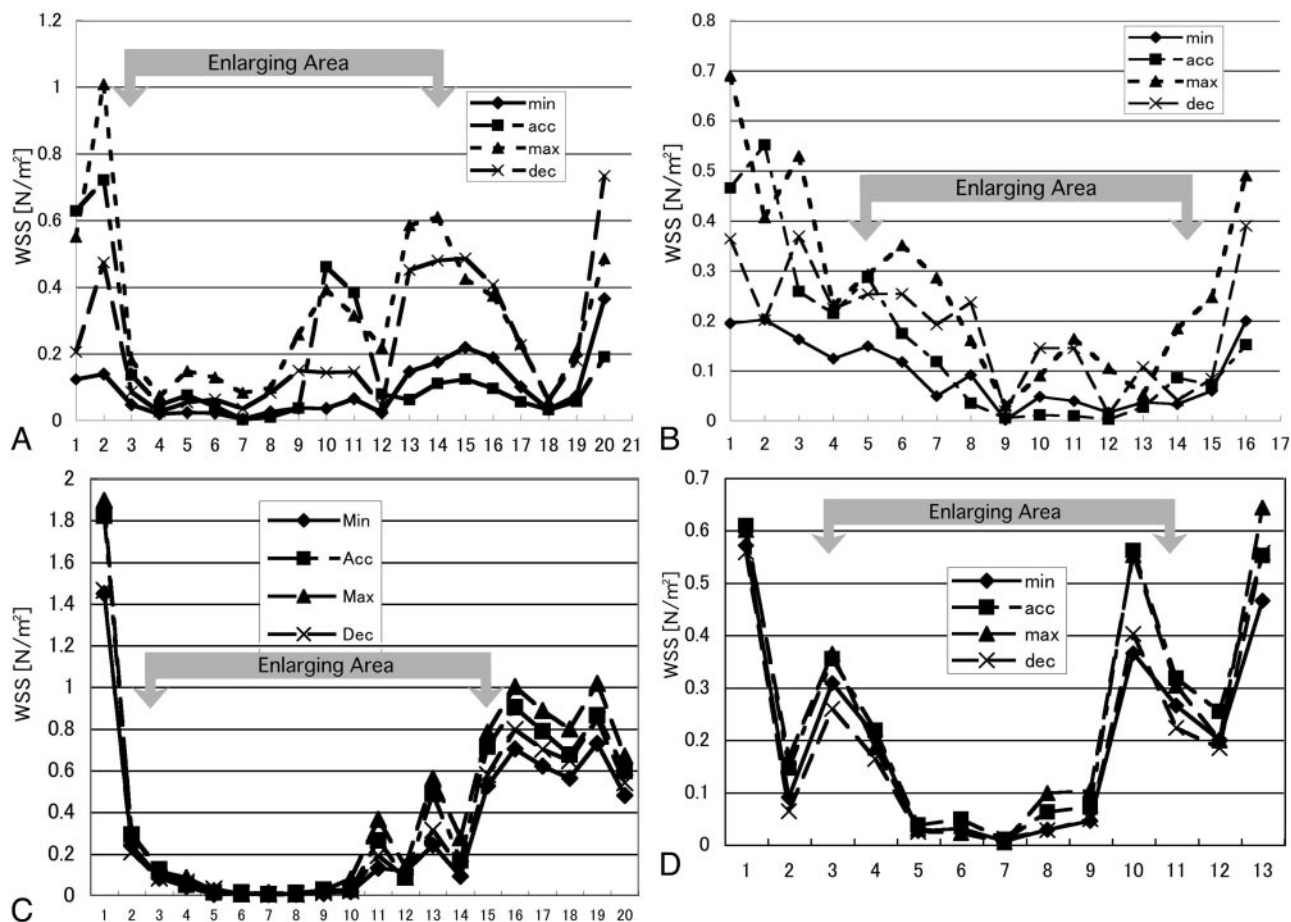 1.2
1
0.8
0.6
0.4
0.2
0
WSS [N/m²]
Enlarging Area
min
acc
max
dec
1 2 3 4 5 6 7 8 9 10 11 12 13 14 15 16 17 18 19 20 21
A
0.8
0.7
0.6
0.5
0.4
0.3
0.2
0.1
0
WSS [N/m²]
min
acc
max
dec
Enlarging Area
1 2 3 4 5 6 7 8 9 10 11 12 13 14 15 16 17
B
2
1.8
1.6
1.4
1.2
1
0.8
0.6
0.4
0.2
0
WSS [N/m²]
Min
Acc
Max
Dec
Enlarging Area
1 2 3 4 5 6 7 8 9 10 11 12 13 14 15 16 17 18 19 20
C
0.7
0.6
0.5
0.4
0.3
0.2
0.1
0
WSS [N/m²]
Enlarging Area
min
acc
max
dec
1 2 3 4 5 6 7 8 9 10 11 12 13
D